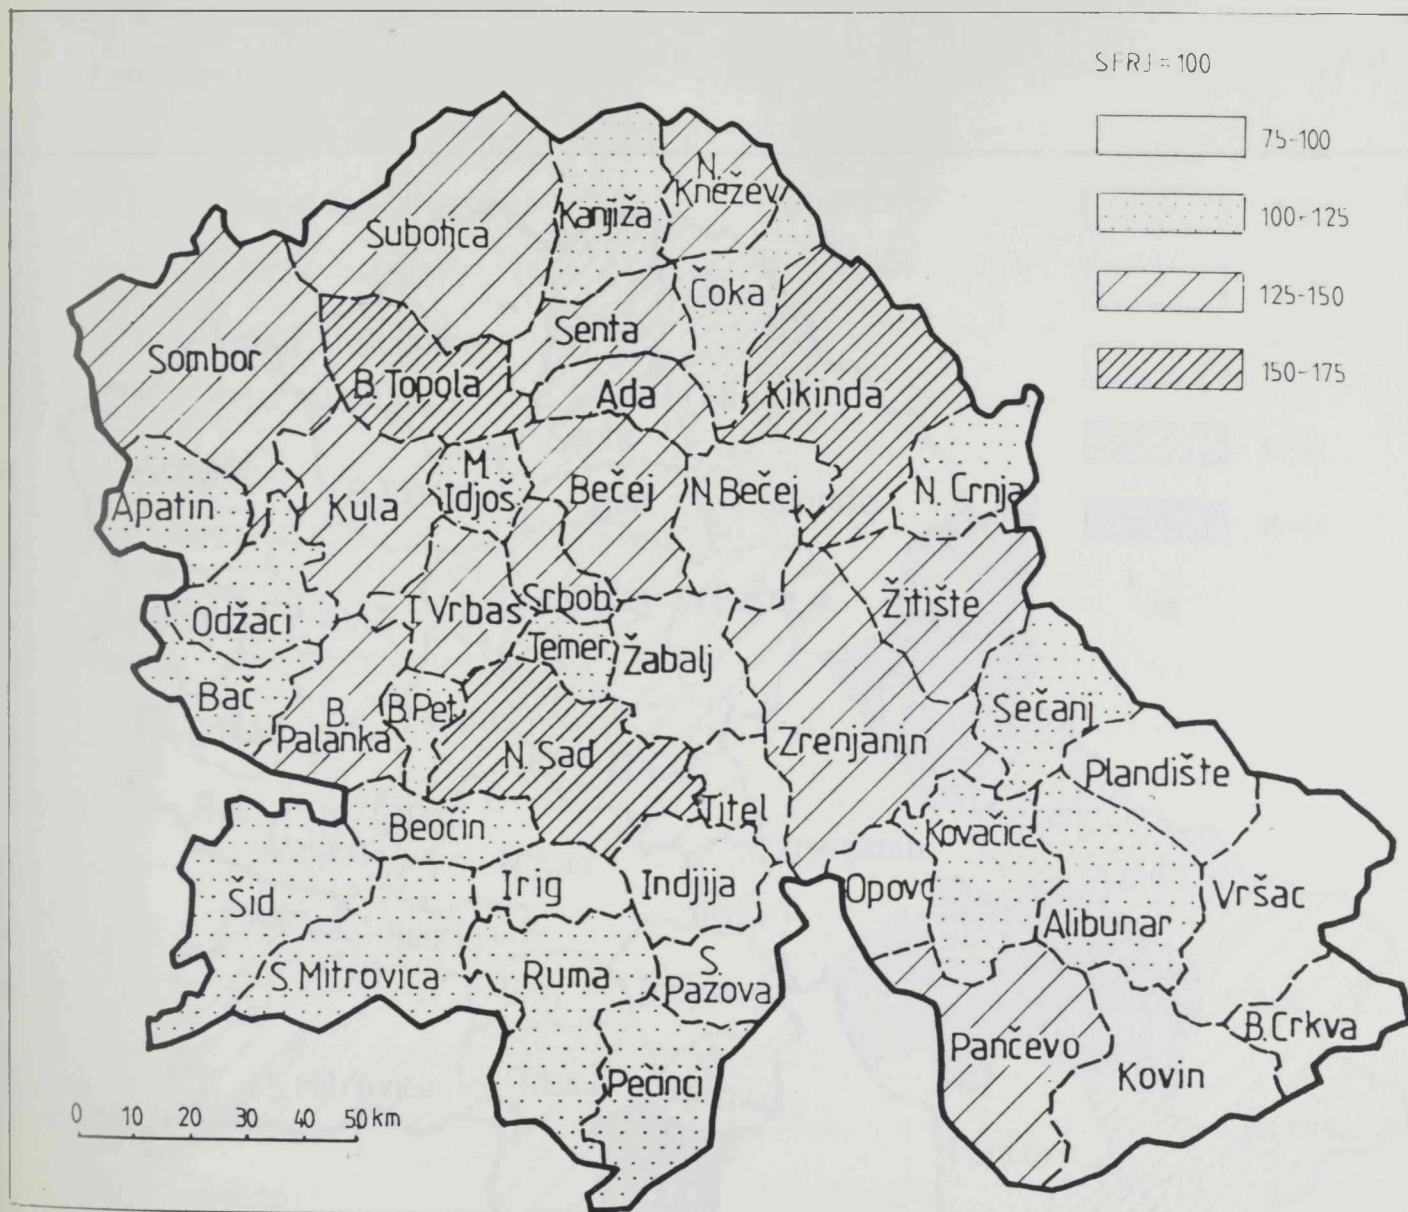 SFRJ = 100
75-100
100-125
125-150
150-175
N.
Knežev
Subotica
Kanjiža
Čoka
Senta
Sombor
B. Topola
Ada
Kikinda
M.
Idjoš
Bečej
N. Bečej
N. Crnja
Apatin
Kula
Odžaci
Vrbas
Srbob.
Žitište
Temer.
Žabalj
Bač
B.
Palanka
B. Pet.
Sečanj
N. Sad
Zrenjanin
Plandište
Titel
Beočin
Kovačica
Irig
Indjija
Opovo
Vršac
Šid
Alibunar
S. Mitrovica
Ruma
S.
Pazova
Pančevo
B. Crkva
Pećinci
Kovin
0 10 20 30 40 50 km